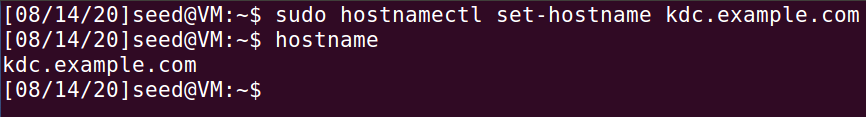 [08/14/20]seed@VM:~$ sudo hostnamectl set-hostname kdc.example.com
[08/14/20]seed@VM:~$ hostname
kdc.example.com
[08/14/20]seed@VM:~$